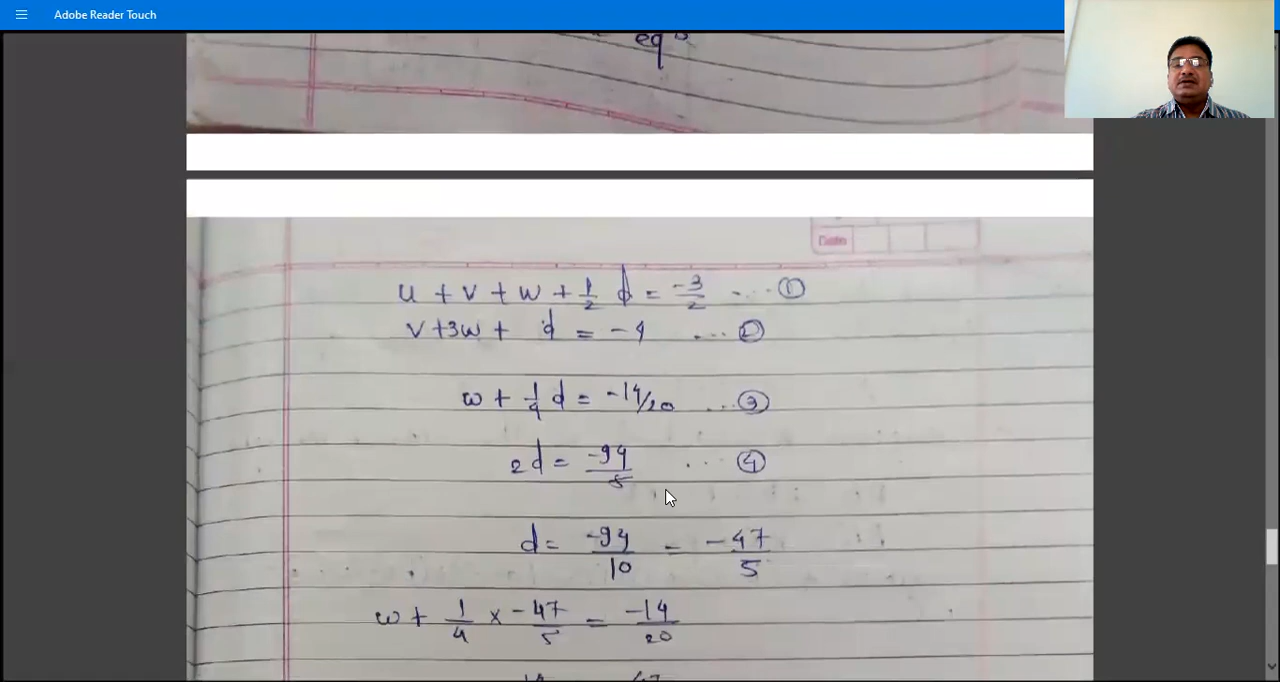 Adobe Reader Touch
eqⁿ
Date
u + v + w + 1/2 d = -3/2 ... ①
v + 3w + d = -4 ... ②
w + 1/4 d = -14/20 ... ③
2d = -94/5 ... ④
d = -94/10 = -47/5
w + 1/4 × -47/5 = -14/20